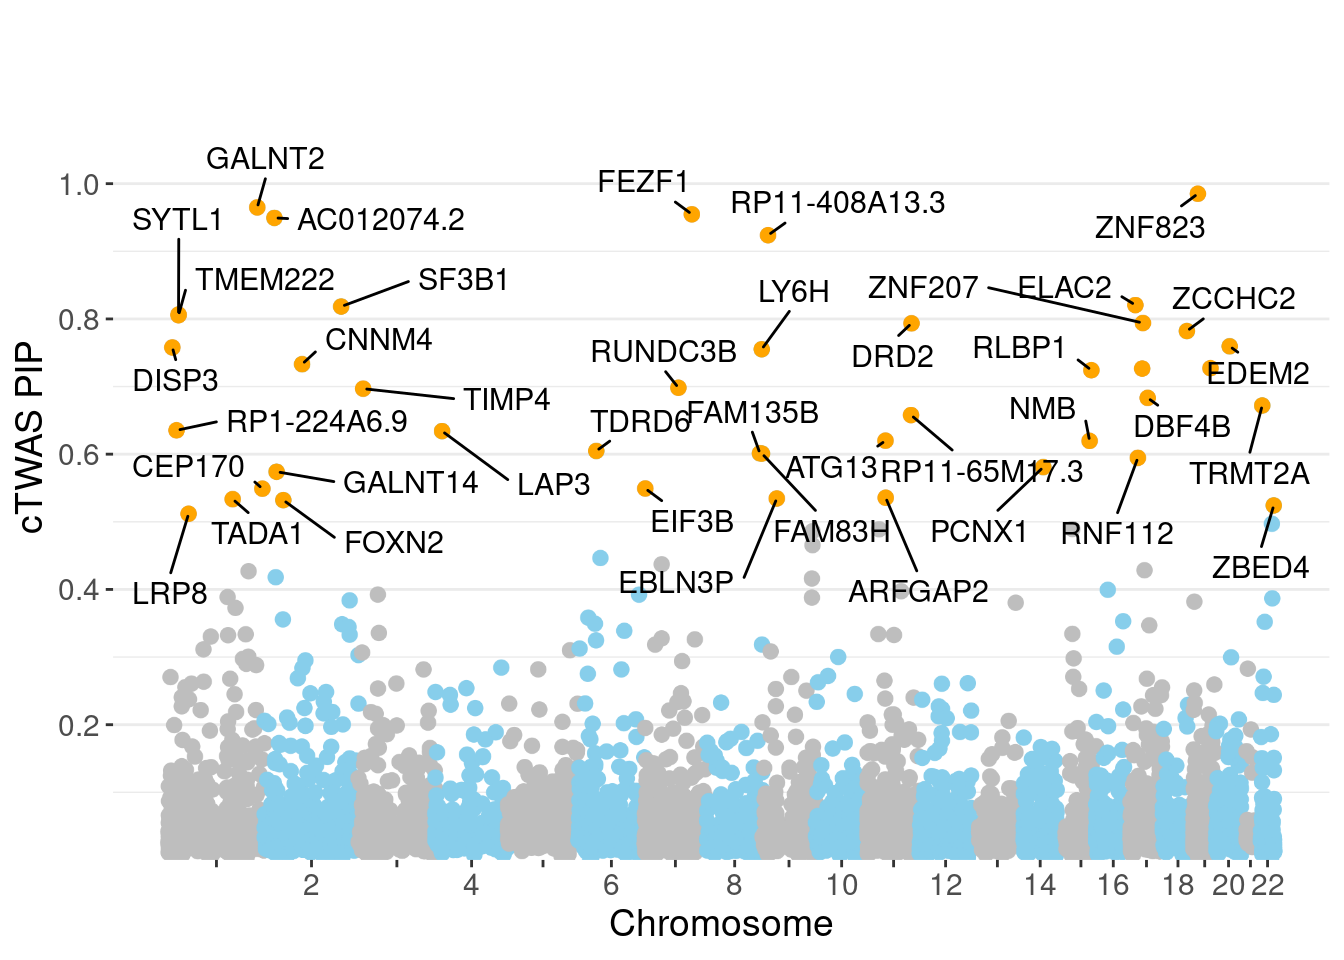 GALNT2
1.0
FEZF1
RP11-408A13.3
SYTL1
AC012074.2
ZNF823
TMEM222
SF3B1
LY6H
ZNF207
ELAC2
ZCCHC2
0.8
CNNM4
RUNDC3B
DRD2
RLBP1
DISP3
EDEM2
TIMP4
RP1-224A6.9
TDRD6
FAM135B
NMB
DBF4B
0.6
CEP170
GALNT14
LAP3
ATG13
RP11-65M17.3
TRMT2A
TADA1
FOXN2
EIF3B
FAM83H
PCNX1
RNF112
ZBED4
LRP8
EBLN3P
ARFGAP2
0.4
0.2
cTWAS PIP
2 4 6 8 10 12 14 16 18 20 22
Chromosome